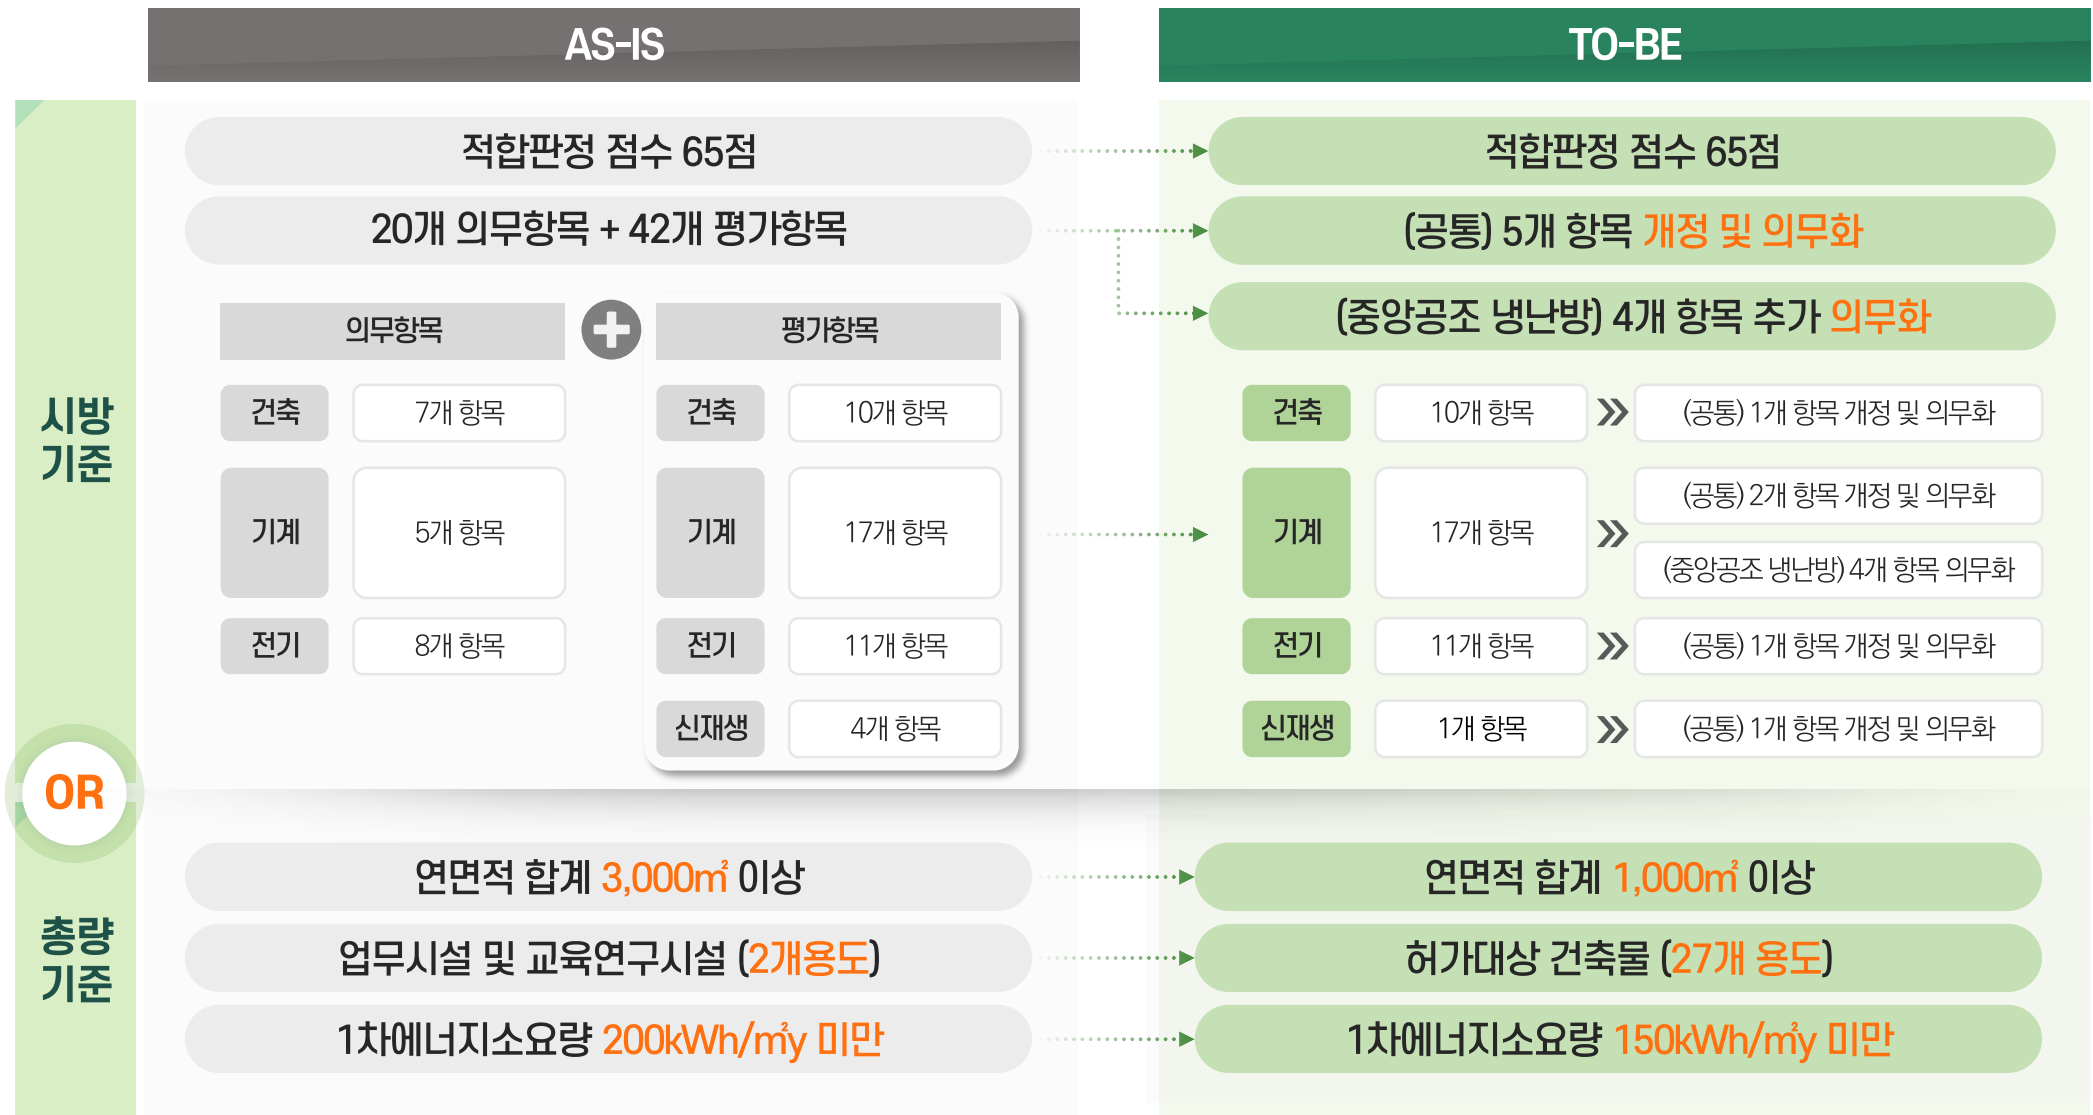 AS-IS
TO-BE
시방
기준
적합판정 점수 65점
적합판정 점수 65점
20개 의무항목 + 42개 평가항목
(공통) 5개 항목 개정 및 의무화
(중앙공조 냉난방) 4개 항목 추가 의무화
의무항목
평가항목
건축
7개 항목
건축
10개 항목
건축
10개 항목
(공통) 1개 항목 개정 및 의무화
기계
5개 항목
기계
17개 항목
기계
17개 항목
(공통) 2개 항목 개정 및 의무화
(중앙공조 냉난방) 4개 항목 의무화
전기
8개 항목
전기
11개 항목
전기
11개 항목
(공통) 1개 항목 개정 및 의무화
신재생
4개 항목
신재생
1개 항목
(공통) 1개 항목 개정 및 의무화
OR
총량
기준
연면적 합계 3,000㎡ 이상
연면적 합계 1,000㎡ 이상
업무시설 및 교육연구시설 (2개용도)
허가대상 건축물 (27개 용도)
1차에너지소요량 200kWh/㎡y 미만
1차에너지소요량 150kWh/㎡y 미만